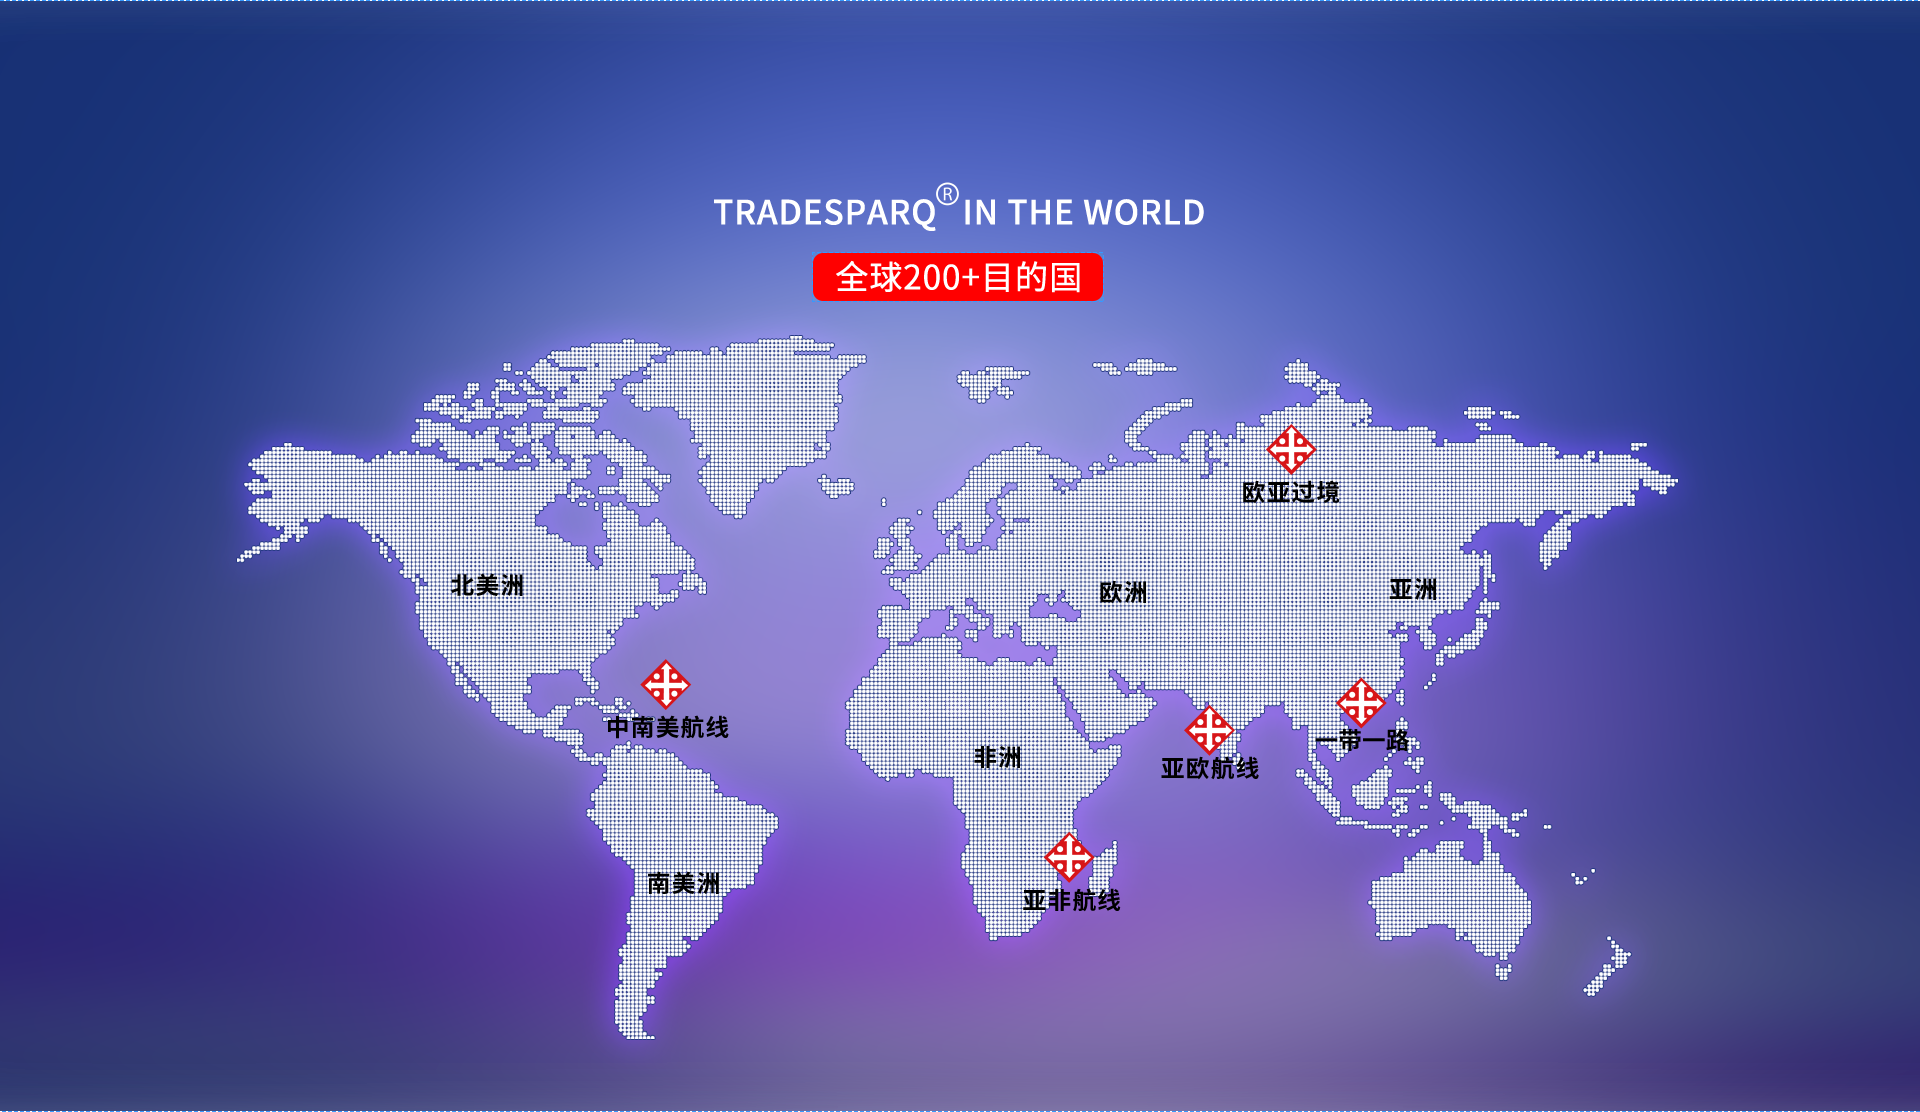 TRADESPARQ® IN THE WORLD
全球200+目的国
欧亚过境
北美洲
欧洲
亚洲
中南美航线
一带一路
非洲
亚欧航线
南美洲
亚非航线